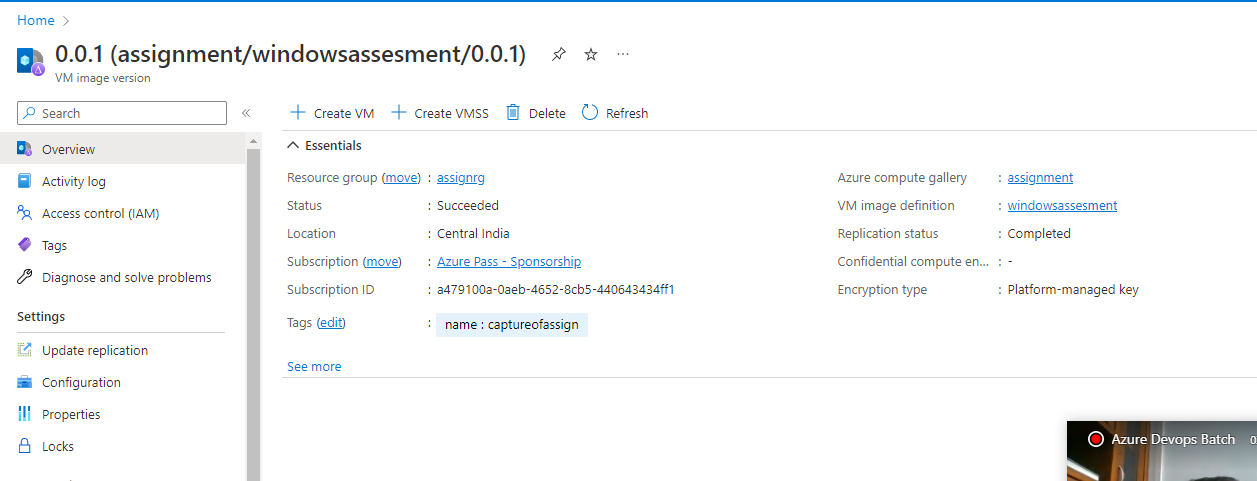 Home >
0.0.1 (assignment/windowsassesment/0.0.1) ...
VM image version
Search «
Create VM Create VMSS Delete Refresh
Overview
Activity log
Access control (IAM)
Tags
Diagnose and solve problems
Settings
Update replication
Configuration
Properties
Locks
Essentials
Resource group (move) : assignrg
Status : Succeeded
Location : Central India
Subscription (move) : Azure Pass - Sponsorship
Subscription ID : a479100a-0aeb-4652-8cb5-440643434ff1
Tags (edit) : name : captureofassign
See more
Azure compute gallery : assignment
VM image definition : windowsassesment
Replication status : Completed
Confidential compute en... : -
Encryption type : Platform-managed key
Azure Devops Batch